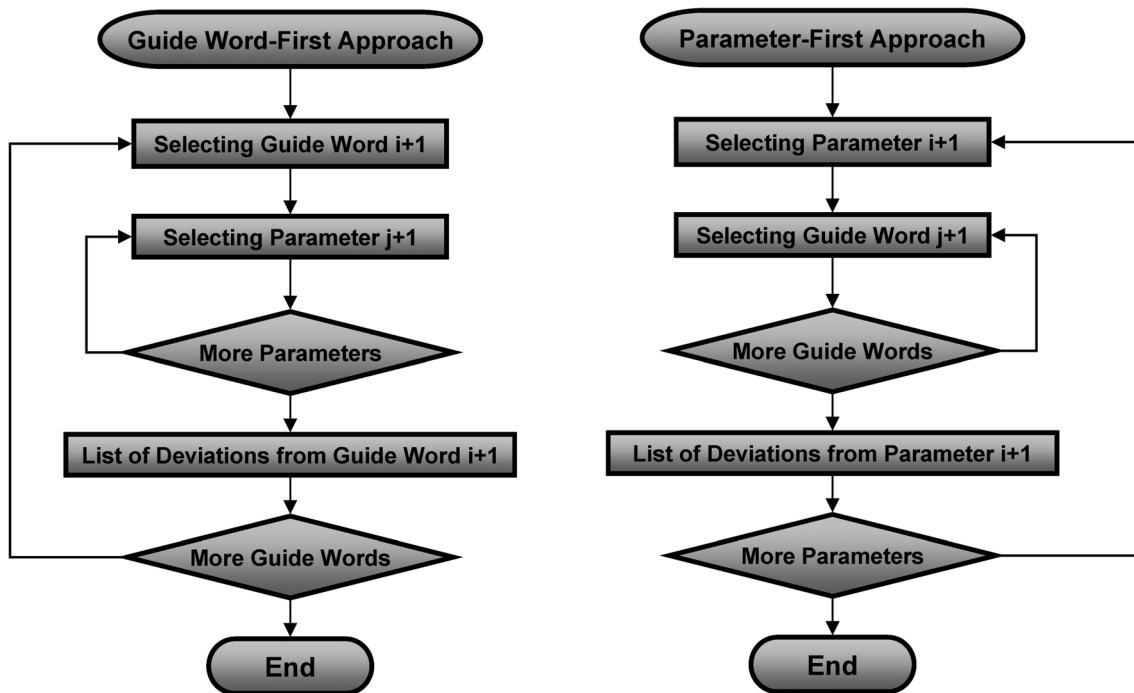 Guide Word-First Approach
Selecting Guide Word i+1
Selecting Parameter j+1
More Parameters
List of Deviations from Guide Word i+1
More Guide Words
End
Parameter-First Approach
Selecting Parameter i+1
Selecting Guide Word j+1
More Guide Words
List of Deviations from Parameter i+1
More Parameters
End